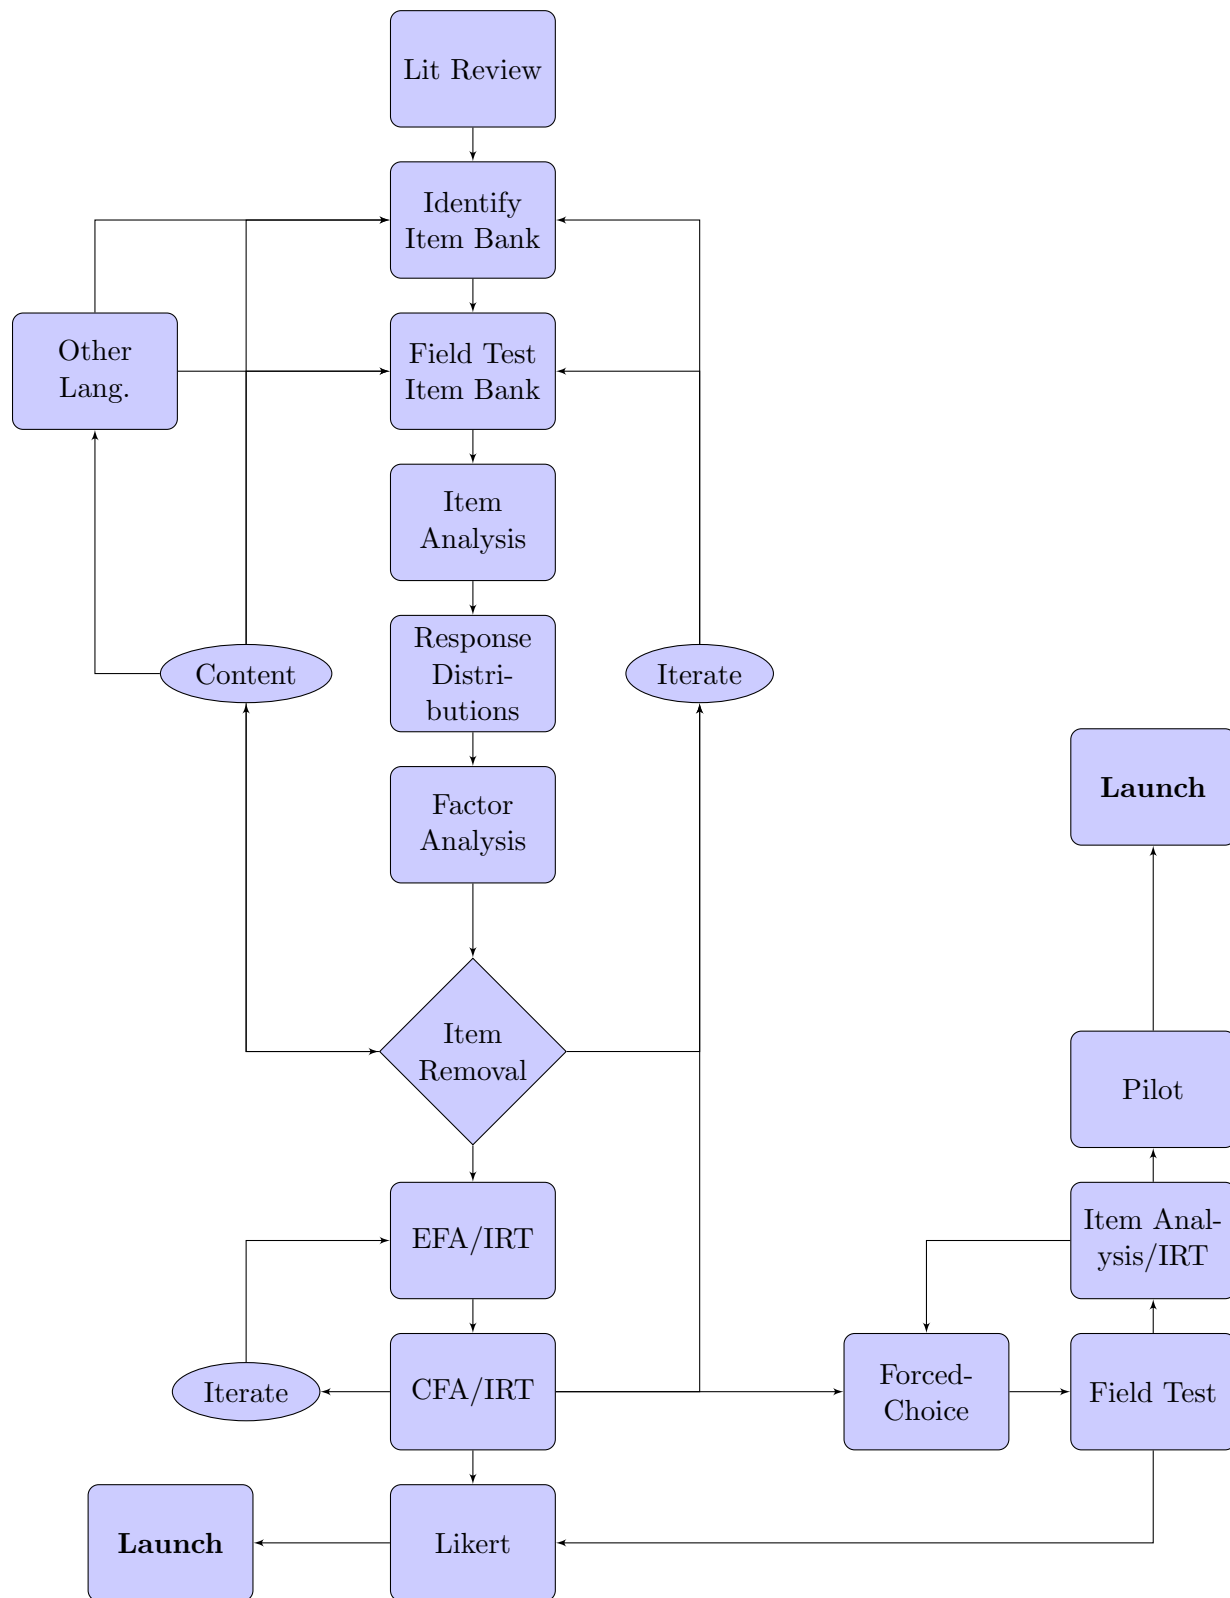 Lit Review
Identify
Item Bank
Other
Lang.
Field Test
Item Bank
Item
Analysis
Content
Response
Distri-
butions
Iterate
Factor
Analysis
Launch
Item
Removal
Pilot
EFA/IRT
Item Anal-
ysis/IRT
Iterate
CFA/IRT
Forced-
Choice
Field Test
Launch
Likert